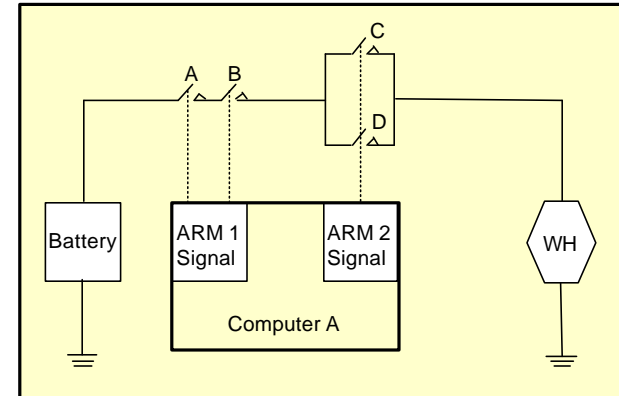 C
A B
D
Battery
ARM 1
Signal
ARM 2
Signal
WH
Computer A